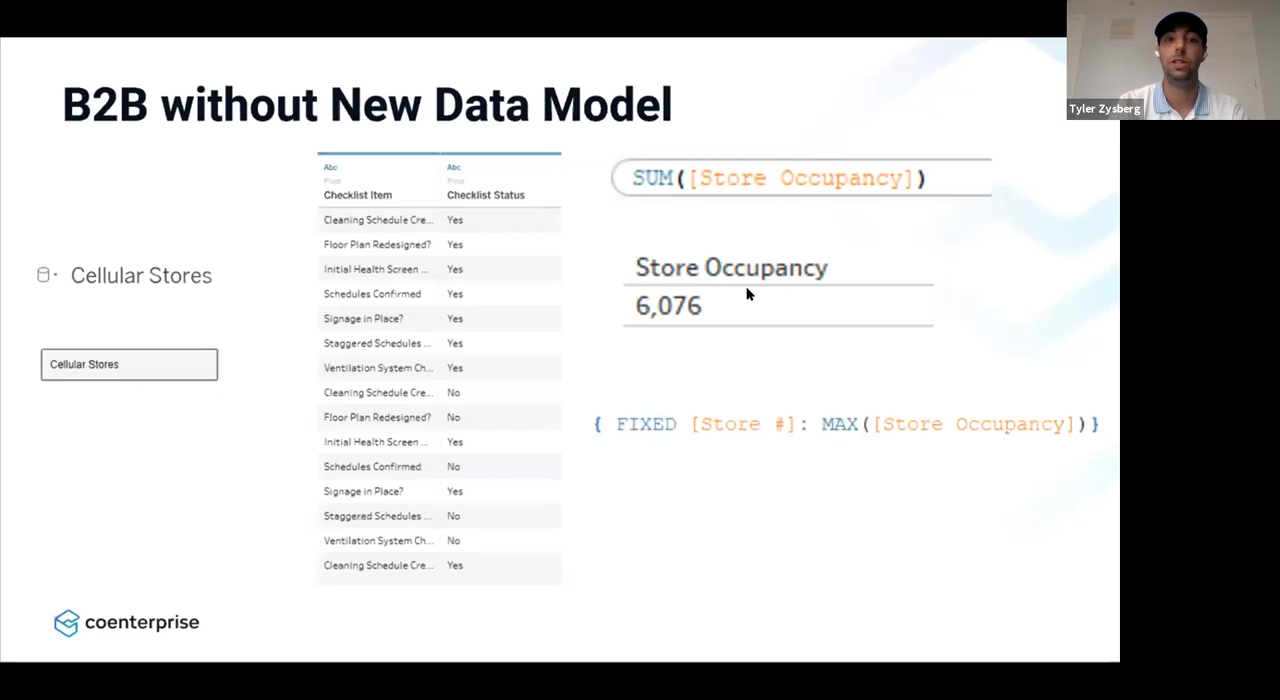 Tyler Zysberg
B2B without New Data Model
Cellular Stores
Cellular Stores
Abc Abc
Pivot Pivot
Checklist Item Checklist Status
Cleaning Schedule Cre... Yes
Floor Plan Redesigned? Yes
Initial Health Screen ... Yes
Schedules Confirmed Yes
Signage in Place? Yes
Staggered Schedules ... Yes
Ventilation System Ch... Yes
Cleaning Schedule Cre... No
Floor Plan Redesigned? No
Initial Health Screen ... Yes
Schedules Confirmed No
Signage in Place? Yes
Staggered Schedules ... No
Ventilation System Ch... No
Cleaning Schedule Cre... Yes
SUM([Store Occupancy])
Store Occupancy
6,076
{ FIXED [Store #]: MAX([Store Occupancy])}
coenterprise